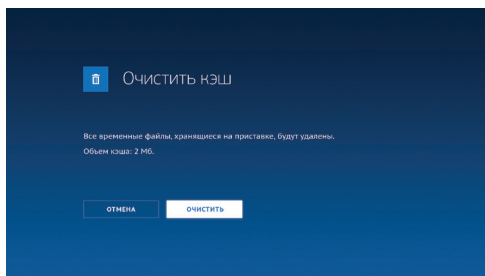 Очистить кэш
Все временные файлы, хранящиеся на приставке, будут удалены.
Объем кэша: 2 Мб.
ОТМЕНА
ОЧИСТИТЬ